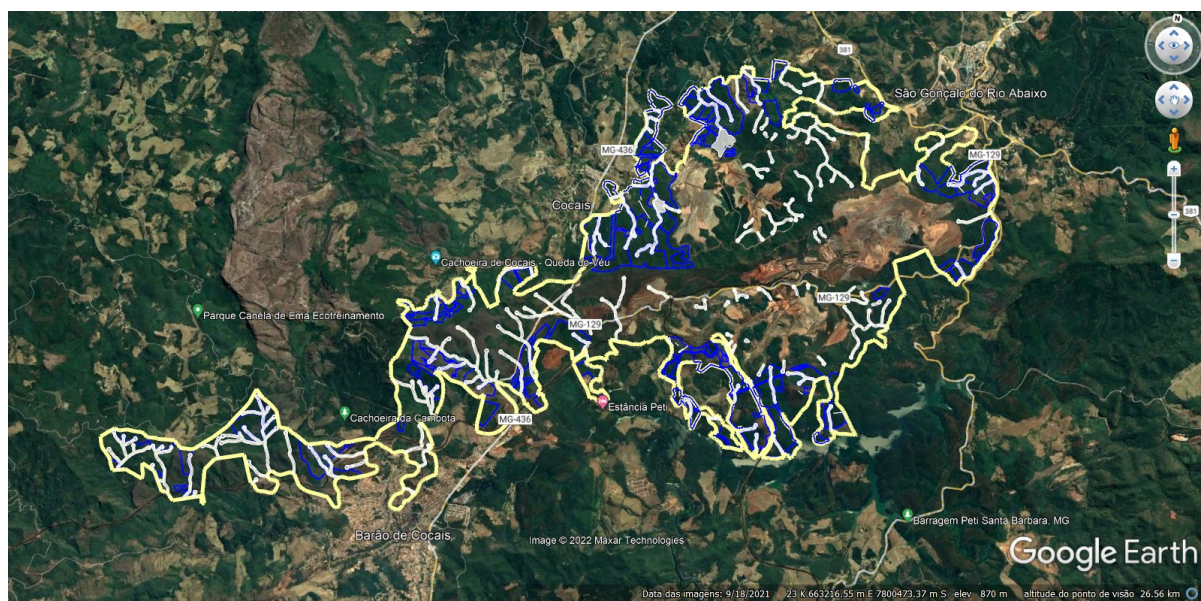 N
381
São Gonçalo do Rio Abaixo
MG-436
MG-129
Cocais
381
Cachoeira de Cocais - Queda do Véu
MG-129
Parque Canela de Ema Ecotreinamento
MG-129
Estância Peti
Cachoeira da Cambota
MG-436
Barragem Peti Santa Bárbara, MG
Barão de Cocais
Image © 2022 Maxar Technologies
Google Earth
Data das imagens: 9/18/2021 23 K 663216.55 m E 7800473.37 m S elev 870 m altitude do ponto de visão 26.56 km